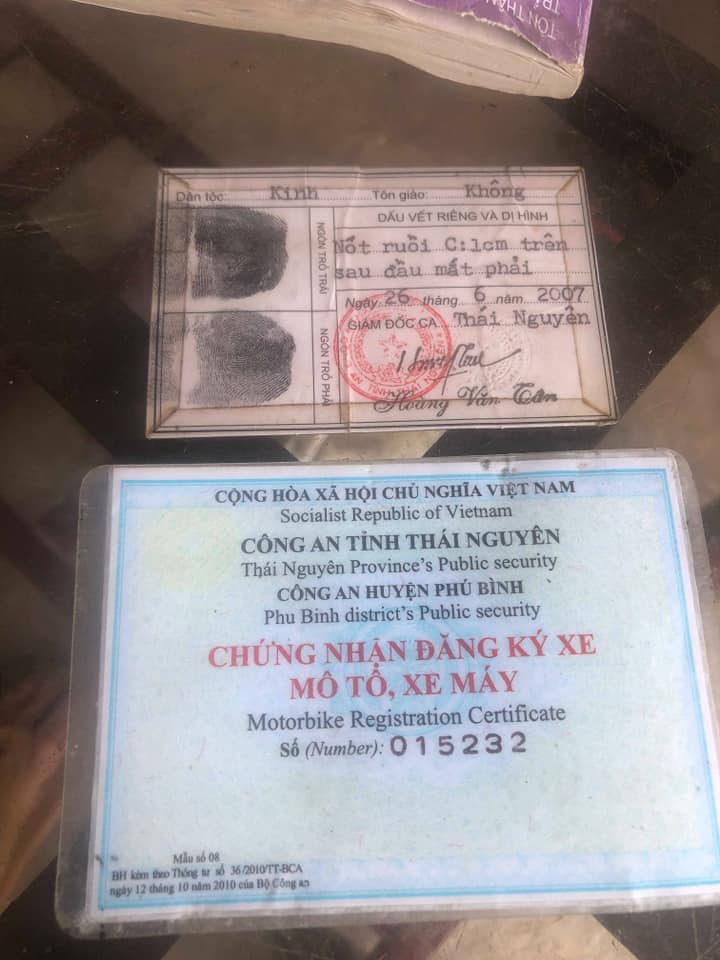 TÔN THÂN
Dân tộc: Kinh Tôn giáo: Không
DẤU VẾT RIÊNG VÀ DỊ HÌNH
NGÓN TRỎ TRÁI
Nốt ruồi C:1cm trên
sau đầu mắt phải
Ngày 26 tháng 6 năm 2007
GIÁM ĐỐC CA Thái Nguyên
NGÓN TRỎ PHẢI
Hoàng Văn
CỘNG HÒA XÃ HỘI CHỦ NGHĨA VIỆT NAM
Socialist Republic of Vietnam
CÔNG AN TỈNH THÁI NGUYÊN
Thái Nguyên Province's Public security
CÔNG AN HUYỆN PHÚ BÌNH
Phu Binh district's Public security
CHỨNG NHẬN ĐĂNG KÝ XE
MÔ TÔ, XE MÁY
Motorbike Registration Certificate
Số (Number): 015232
Mẫu số 08
BH kèm theo Thông tư số 36/2010/TT-BCA
ngày 12 tháng 10 năm 2010 của Bộ Công an